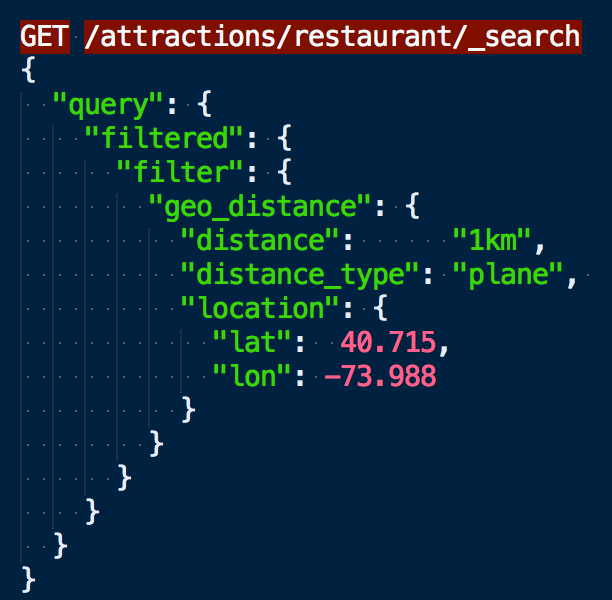 GET /attractions/restaurant/_search
{
  "query": {
    "filtered": {
      "filter": {
        "geo_distance": {
          "distance":      "1km",
          "distance_type": "plane",
          "location": {
            "lat":  40.715,
            "lon": -73.988
          }
        }
      }
    }
  }
}